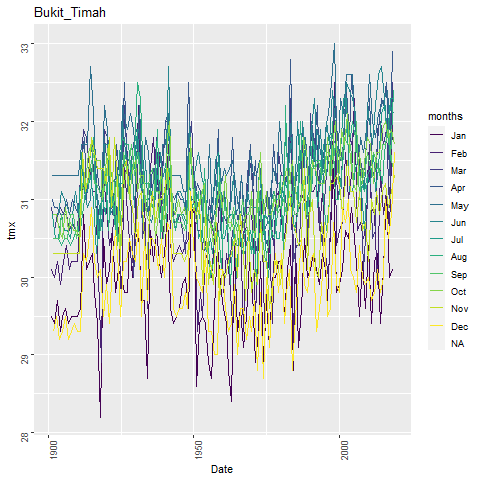 Bukit_Timah
33
32
31
30
29
28
tmx
1900
1950
2000
Date
months
Jan
Feb
Mar
Apr
May
Jun
Jul
Aug
Sep
Oct
Nov
Dec
NA